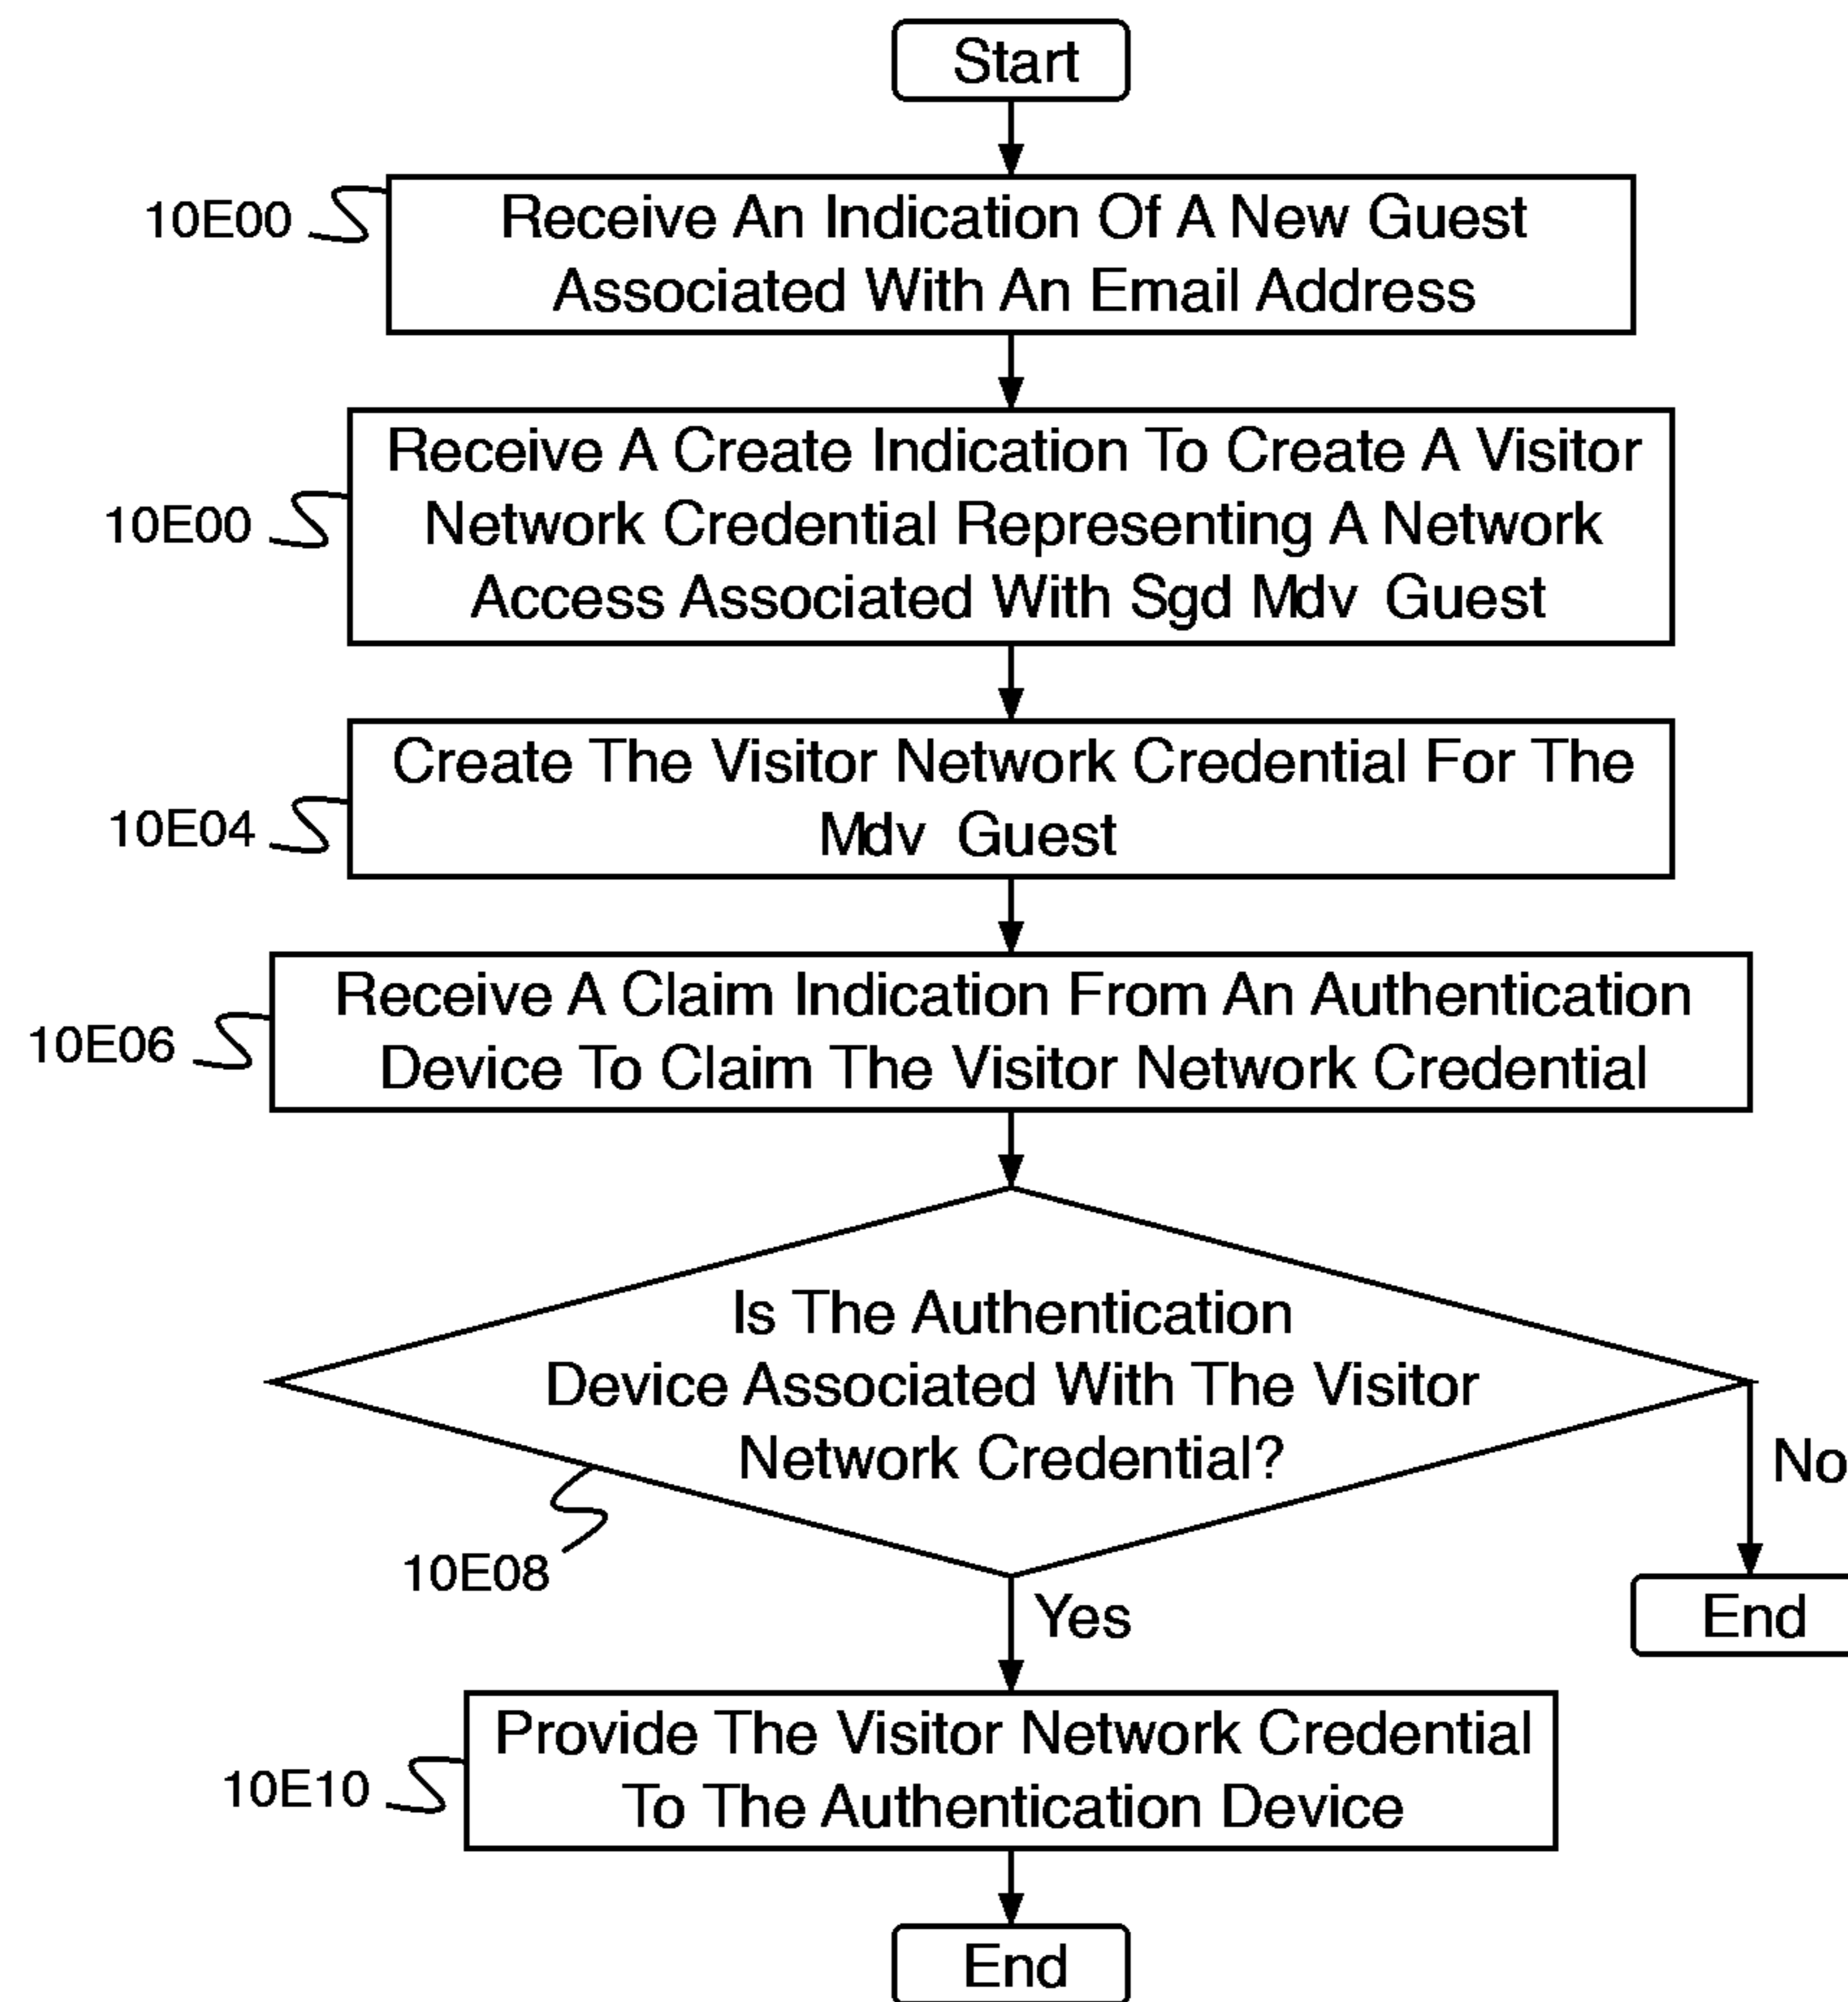 Start
10E00
Receive An Indication Of A New Guest
Associated With An Email Address
10E00
Receive A Create Indication To Create A Visitor
Network Credential Representing A Network
Access Associated With Sgd Mdv Guest
10E04
Create The Visitor Network Credential For The
Mdv Guest
10E06
Receive A Claim Indication From An Authentication
Device To Claim The Visitor Network Credential
Is The Authentication
Device Associated With The Visitor
Network Credential?
10E08
No
End
Yes
10E10
Provide The Visitor Network Credential
To The Authentication Device
End